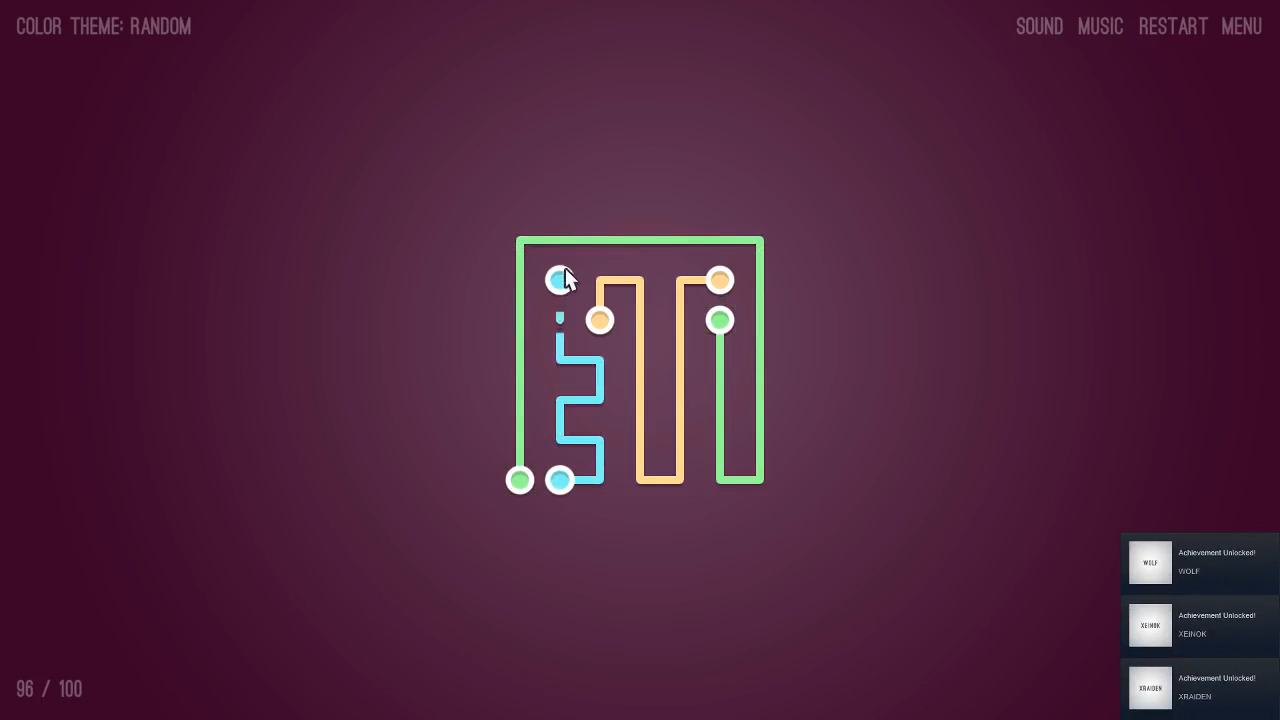 COLOR THEME: RANDOM
SOUND MUSIC RESTART MENU
WOLF
Achievement Unlocked!
WOLF
XEINOK
Achievement Unlocked!
XEINOK
XRAIDEN
Achievement Unlocked!
XRAIDEN
96 / 100